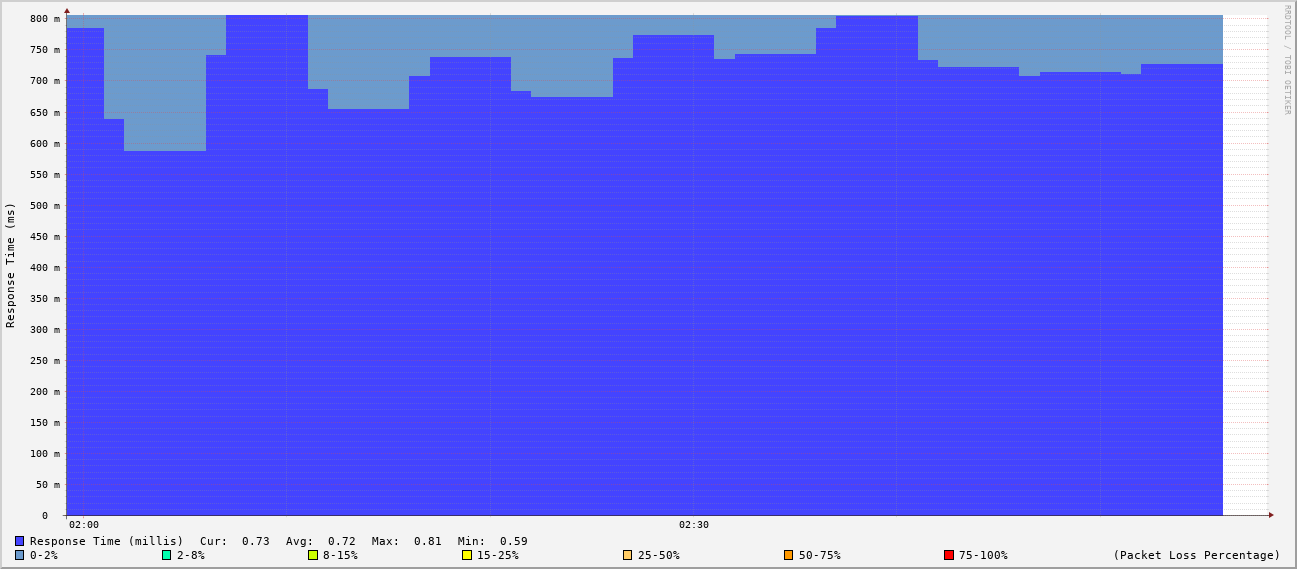 RRDTOOL / TOBI OETIKER
Response Time (ms)
800 m
750 m
700 m
650 m
600 m
550 m
500 m
450 m
400 m
350 m
300 m
250 m
200 m
150 m
100 m
50 m
0
02:00 02:30
Response Time (millis) Cur: 0.73 Avg: 0.72 Max: 0.81 Min: 0.59
0-2% 2-8% 8-15% 15-25% 25-50% 50-75% 75-100% (Packet Loss Percentage)